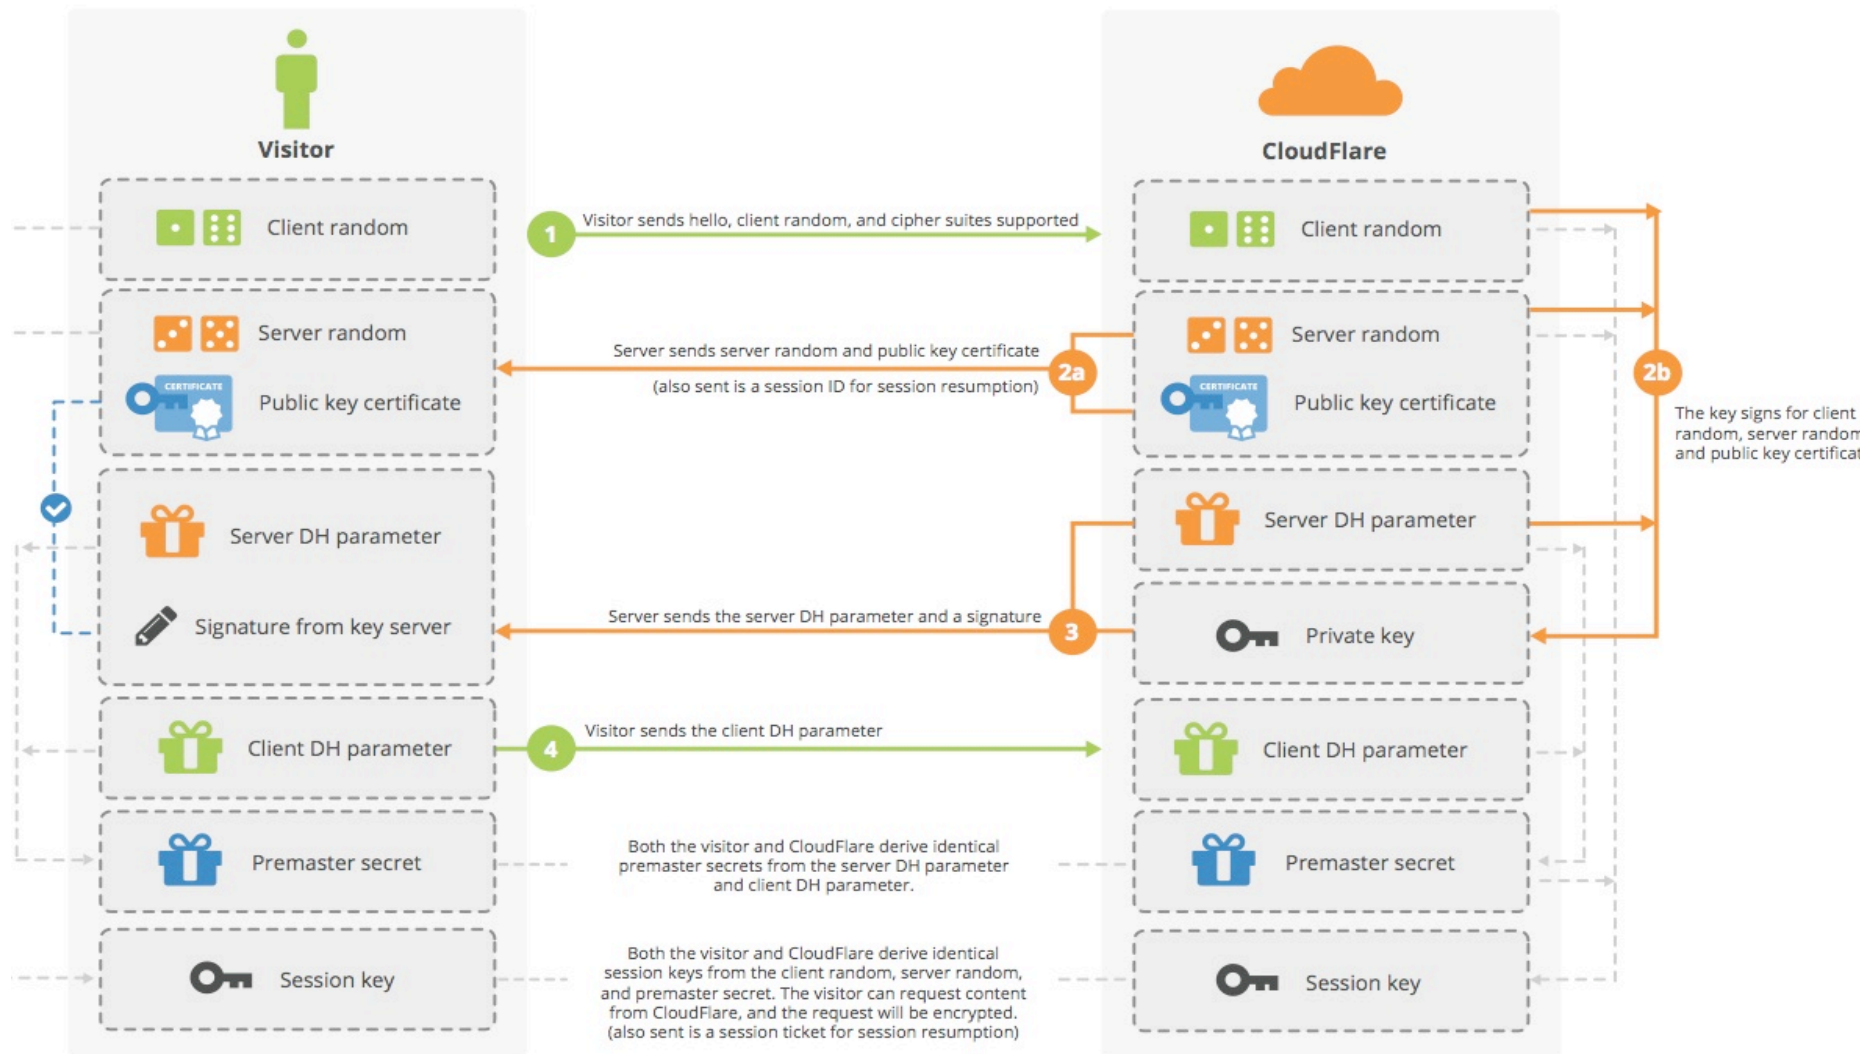 Visitor
CloudFlare
Client random
1
Visitor sends hello, client random, and cipher suites supported
Client random
Server random
Server sends server random and public key certificate
2a
(also sent is a session ID for session resumption)
Server random
2b
CERTIFICATE
Public key certificate
CERTIFICATE
Public key certificate
The key signs for client
random, server random
and public key certificat
Server DH parameter
Server DH parameter
Signature from key server
Server sends the server DH parameter and a signature
3
Private key
Client DH parameter
4
Visitor sends the client DH parameter
Client DH parameter
Premaster secret
Both the visitor and CloudFlare derive identical
premaster secrets from the server DH parameter
and client DH parameter.
Premaster secret
Session key
Both the visitor and CloudFlare derive identical
session keys from the client random, server random,
and premaster secret. The visitor can request content
from CloudFlare, and the request will be encrypted.
(also sent is a session ticket for session resumption)
Session key